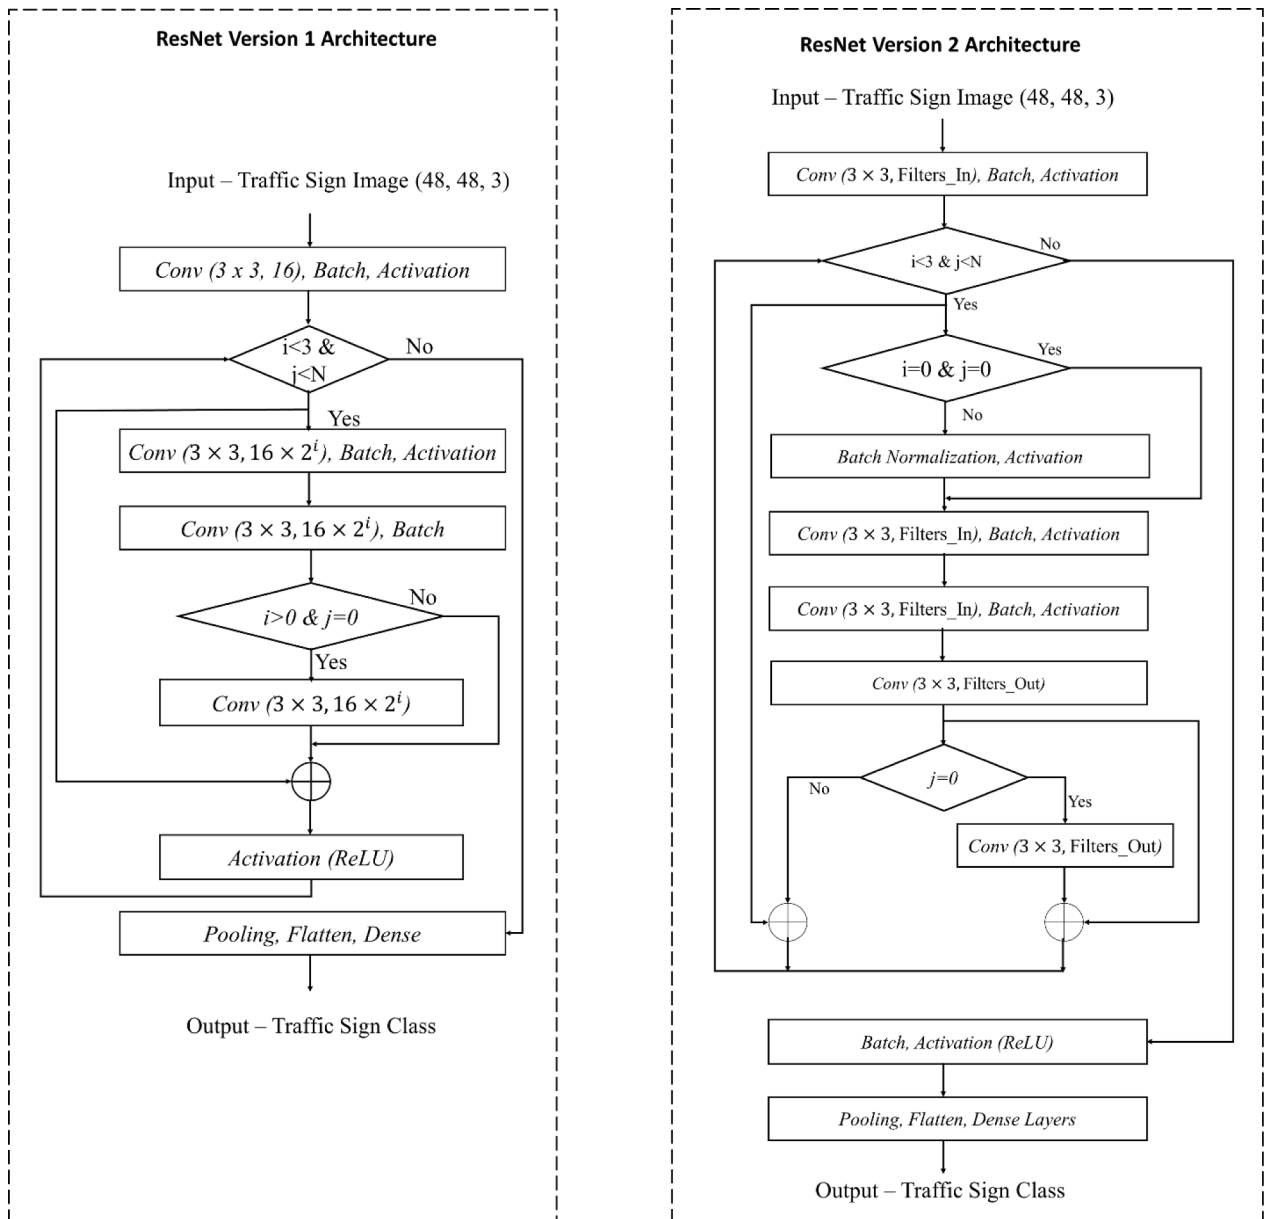 ResNet Version 1 Architecture
Input – Traffic Sign Image (48, 48, 3)
Conv (3 x 3, 16), Batch, Activation
i<3 &
j<N
No
Yes
Conv (3 × 3, 16 × 2^i), Batch, Activation
Conv (3 × 3, 16 × 2^i), Batch
i>0 & j=0
No
Yes
Conv (3 × 3, 16 × 2^i)
Activation (ReLU)
Pooling, Flatten, Dense
Output – Traffic Sign Class
ResNet Version 2 Architecture
Input – Traffic Sign Image (48, 48, 3)
Conv (3 × 3, Filters_In), Batch, Activation
i<3 & j<N
No
Yes
i=0 & j=0
Yes
No
Batch Normalization, Activation
Conv (3 × 3, Filters_In), Batch, Activation
Conv (3 × 3, Filters_In), Batch, Activation
Conv (3 × 3, Filters_Out)
j=0
No
Yes
Conv (3 × 3, Filters_Out)
Batch, Activation (ReLU)
Pooling, Flatten, Dense Layers
Output – Traffic Sign Class